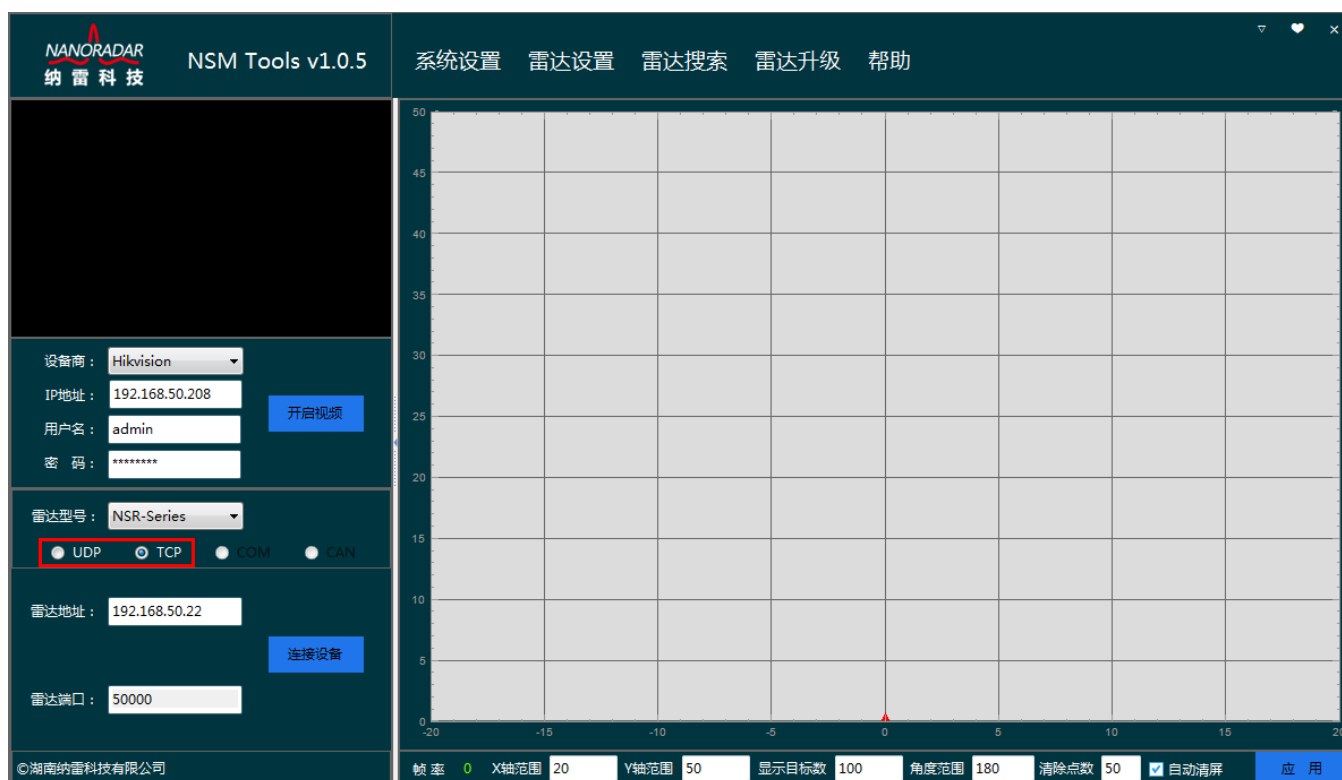 NANORADAR
纳雷科技
NSM Tools v1.0.5
系统设置 雷达设置 雷达搜索 雷达升级 帮助
设备商： Hikvision
IP地址： 192.168.50.208
开启视频
用户名： admin
密 码： ********
雷达型号： NSR-Series
UDP TCP COM CAN
雷达地址： 192.168.50.22
连接设备
雷达端口： 50000
©湖南纳雷科技有限公司
50
45
40
35
30
25
20
15
10
5
0
-20 -15 -10 -5 0 5 10 15 20
帧 率 0 X轴范围 20 Y轴范围 50 显示目标数 100 角度范围 180 清除点数 50 自动清屏 应 用